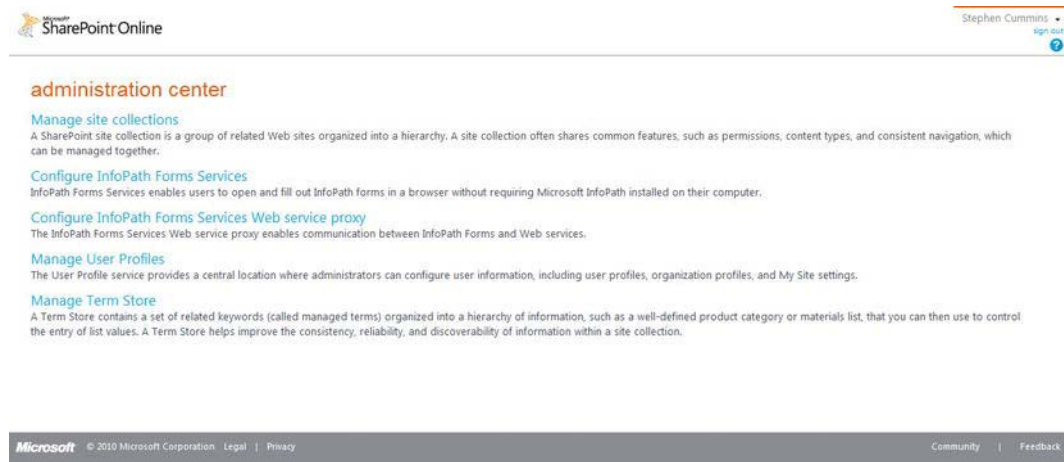 Microsoft
SharePoint Online
Stephen Cummins
sign out
administration center
Manage site collections
A SharePoint site collection is a group of related Web sites organized into a hierarchy. A site collection often shares common features, such as permissions, content types, and consistent navigation, which
can be managed together.
Configure InfoPath Forms Services
InfoPath Forms Services enables users to open and fill out InfoPath forms in a browser without requiring Microsoft InfoPath installed on their computer.
Configure InfoPath Forms Services Web service proxy
The InfoPath Forms Services Web service proxy enables communication between InfoPath Forms and Web services.
Manage User Profiles
The User Profile service provides a central location where administrators can configure user information, including user profiles, organization profiles, and My Site settings.
Manage Term Store
A Term Store contains a set of related keywords (called managed terms) organized into a hierarchy of information, such as a well-defined product category or materials list, that you can then use to control
the entry of list values. A Term Store helps improve the consistency, reliability, and discoverability of information within a site collection.
Microsoft © 2010 Microsoft Corporation Legal | Privacy Community | Feedback